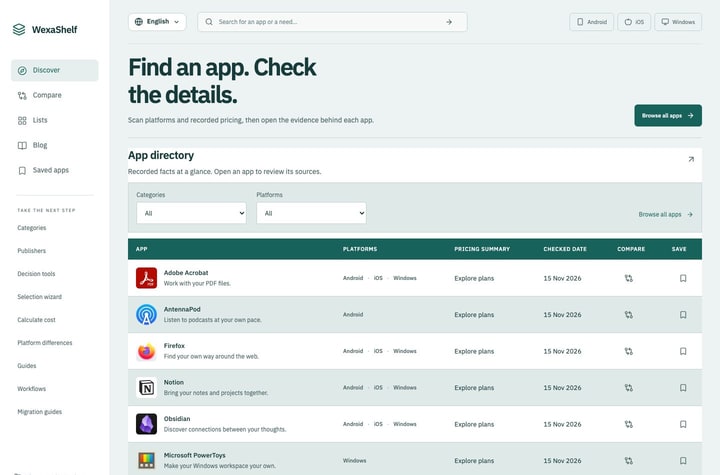 WexaShelf
Discover
Compare
Lists
Blog
Saved apps
TAKE THE NEXT STEP
Categories
Publishers
Decision tools
Selection wizard
Calculate cost
Platform differences
Guides
Workflows
Migration guides
English
Search for an app or a need...
Android
iOS
Windows
Find an app. Check
the details.
Scan platforms and recorded pricing, then open the evidence behind each app.
Browse all apps
App directory
Recorded facts at a glance. Open an app to review its sources.
Categories
Platforms
All
All
Browse all apps
APP PLATFORMS PRICING SUMMARY CHECKED DATE COMPARE SAVE
Adobe Acrobat
Work with your PDF files.
Android · iOS · Windows
Explore plans
15 Nov 2026
AntennaPod
Listen to podcasts at your own pace.
Android
Explore plans
15 Nov 2026
Firefox
Find your own way around the web.
Android · iOS · Windows
Explore plans
15 Nov 2026
Notion
Bring your notes and projects together.
Android · iOS · Windows
Explore plans
15 Nov 2026
Obsidian
Discover connections between your thoughts.
Android · iOS · Windows
Explore plans
15 Nov 2026
Microsoft PowerToys
Make your Windows workspace your own.
Windows
Explore plans
15 Nov 2026